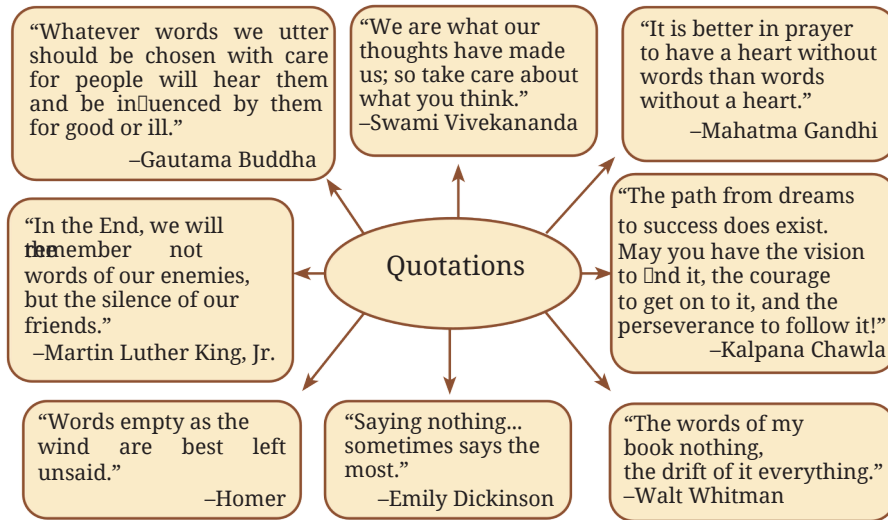 “Whatever words we utter
should be chosen with care
for people will hear them
and be in▯uenced by them
for good or ill.”
–Gautama Buddha
“We are what our
thoughts have made
us; so take care about
what you think.”
–Swami Vivekananda
“It is better in prayer
to have a heart without
words than words
without a heart.”
–Mahatma Gandhi
“In the End, we will
remember not the
words of our enemies,
but the silence of our
friends.”
–Martin Luther King, Jr.
Quotations
“The path from dreams
to success does exist.
May you have the vision
to ▯nd it, the courage
to get on to it, and the
perseverance to follow it!”
–Kalpana Chawla
“Words empty as the
wind are best left
unsaid.”
–Homer
“Saying nothing...
sometimes says the
most.”
–Emily Dickinson
“The words of my
book nothing,
the drift of it everything.”
–Walt Whitman